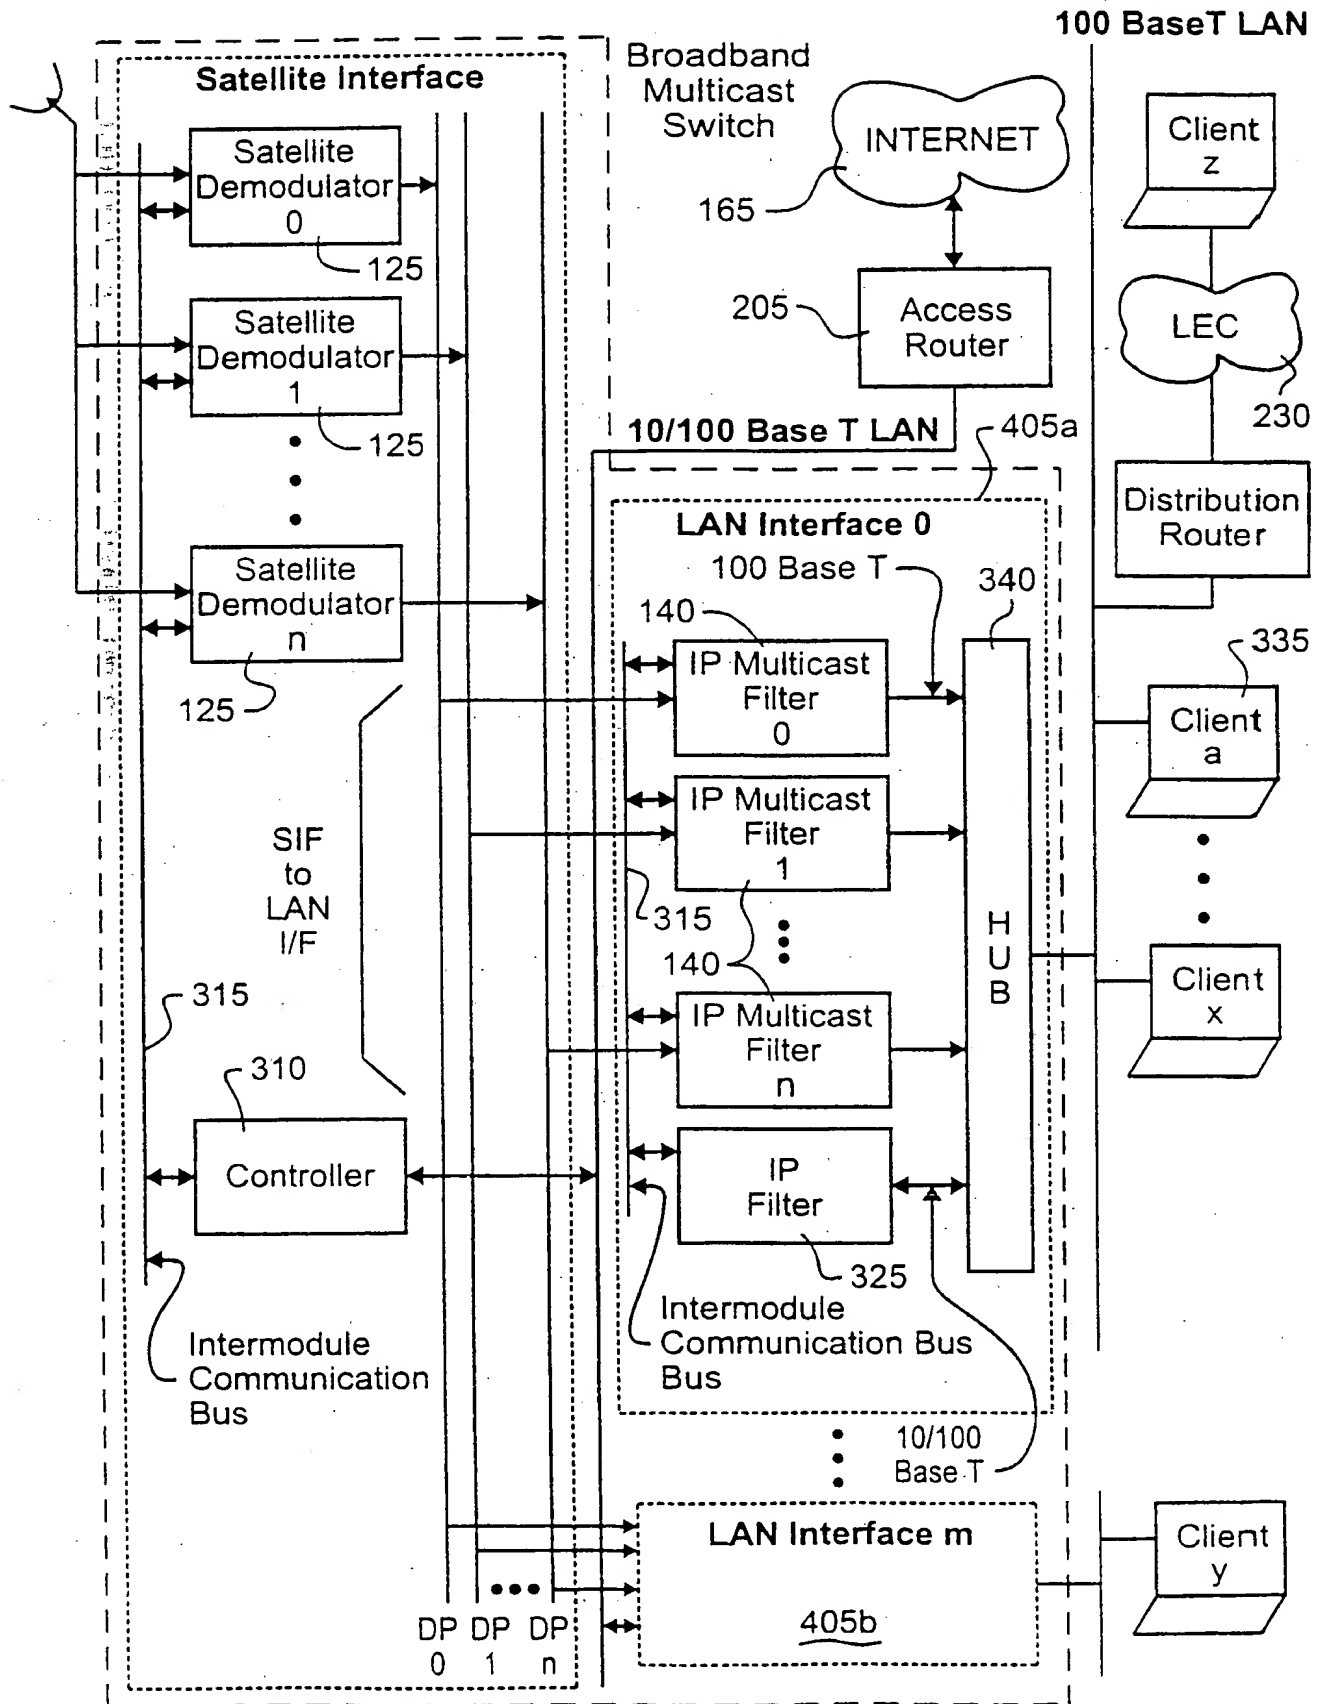 100 BaseT LAN
Satellite Interface
Broadband
Multicast
Switch
INTERNET
165
Client
z
Satellite
Demodulator
0
125
205
Access
Router
LEC
230
Satellite
Demodulator
1
125
10/100 Base T LAN
405a
Distribution
Router
LAN Interface 0
100 Base T
340
Satellite
Demodulator
n
125
140
IP Multicast
Filter
0
335
Client
a
IP Multicast
Filter
1
SIF
to
LAN
I/F
315
140
HUB
Client
x
315
IP Multicast
Filter
n
310
Controller
IP
Filter
325
Intermodule
Communication
Bus
Intermodule
Communication Bus
Bus
10/100
Base T
LAN Interface m
405b
Client
y
DP
0
DP
1
DP
n